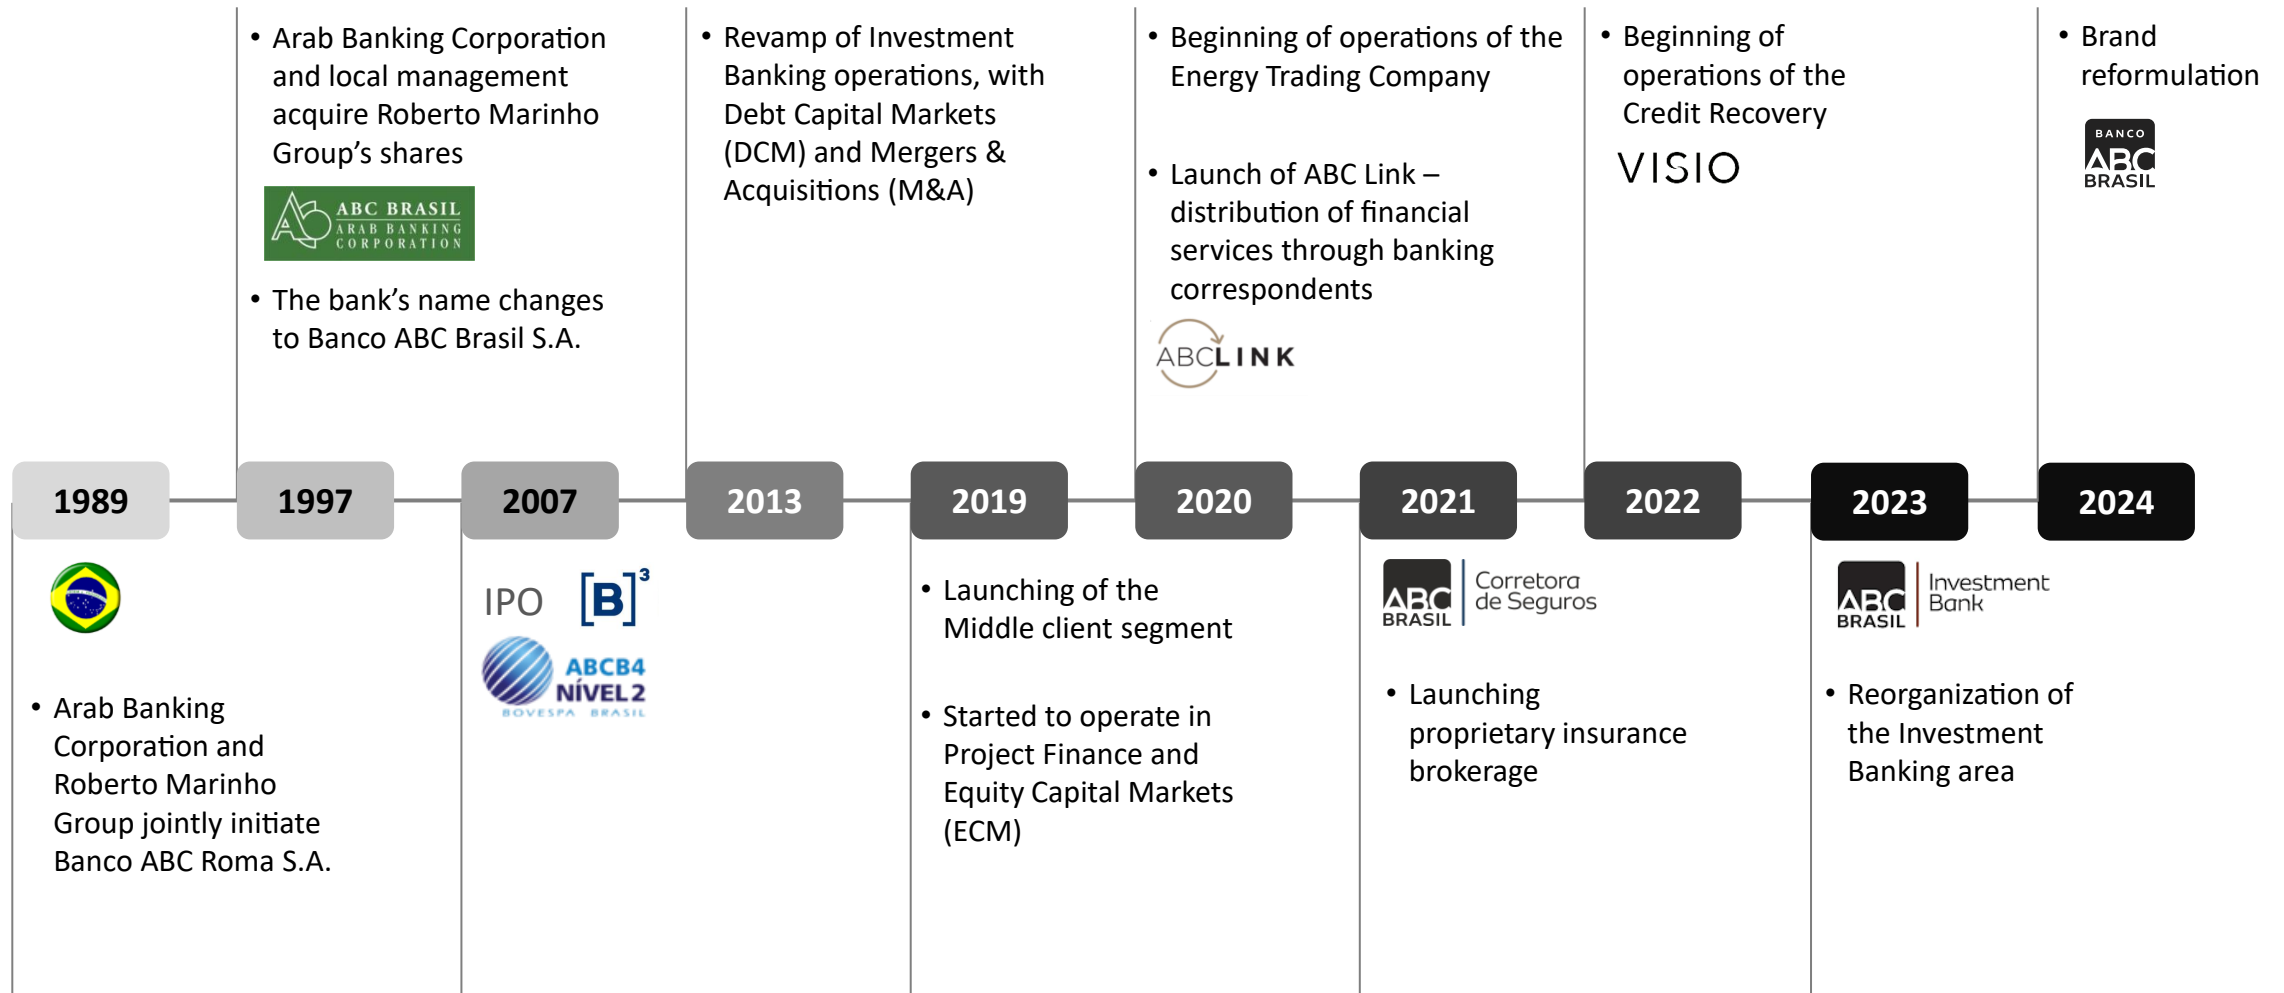 • Arab Banking Corporation
and local management
acquire Roberto Marinho
Group's shares
ABC BRASIL
ARAB BANKING
CORPORATION
• The bank's name changes
to Banco ABC Brasil S.A.
• Revamp of Investment
Banking operations, with
Debt Capital Markets
(DCM) and Mergers &
Acquisitions (M&A)
• Beginning of operations of the
Energy Trading Company
• Launch of ABC Link –
distribution of financial
services through banking
correspondents
ABCLINK
• Beginning of
operations of the
Credit Recovery
VISIO
• Brand
reformulation
BANCO
ABC
BRASIL
1989
1997
2007
2013
2019
2020
2021
2022
2023
2024
• Arab Banking
Corporation and
Roberto Marinho
Group jointly initiate
Banco ABC Roma S.A.
IPO
[B]³
ABCB4
NÍVEL 2
BOVESPA BRASIL
• Launching of the
Middle client segment
• Started to operate in
Project Finance and
Equity Capital Markets
(ECM)
ABC
BRASIL
Corretora
de Seguros
• Launching
proprietary insurance
brokerage
ABC
BRASIL
Investment
Bank
• Reorganization of
the Investment
Banking area